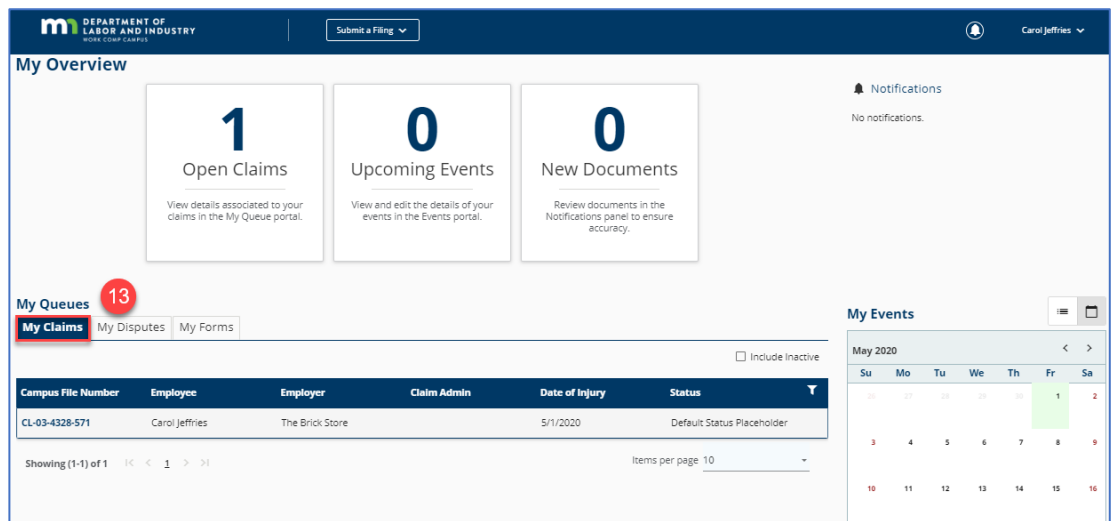 DEPARTMENT OF
LABOR AND INDUSTRY
WORK COMP CAMPUS
Submit a Filing
Carol Jeffries
My Overview
1
Open Claims
View details associated to your
claims in the My Queue portal.
0
Upcoming Events
View and edit the details of your
events in the Events portal.
0
New Documents
Review documents in the
Notifications panel to ensure
accuracy.
Notifications
No notifications.
My Queues
13
My Claims My Disputes My Forms
Include Inactive
Campus File Number Employee Employer Claim Admin Date of Injury Status
CL-03-4328-571 Carol Jeffries The Brick Store 5/1/2020 Default Status Placeholder
Showing (1-1) of 1 |< < 1 > >|
Items per page 10
My Events
May 2020 < >
Su Mo Tu We Th Fr Sa
26 27 28 29 30 1 2
3 4 5 6 7 8 9
10 11 12 13 14 15 16